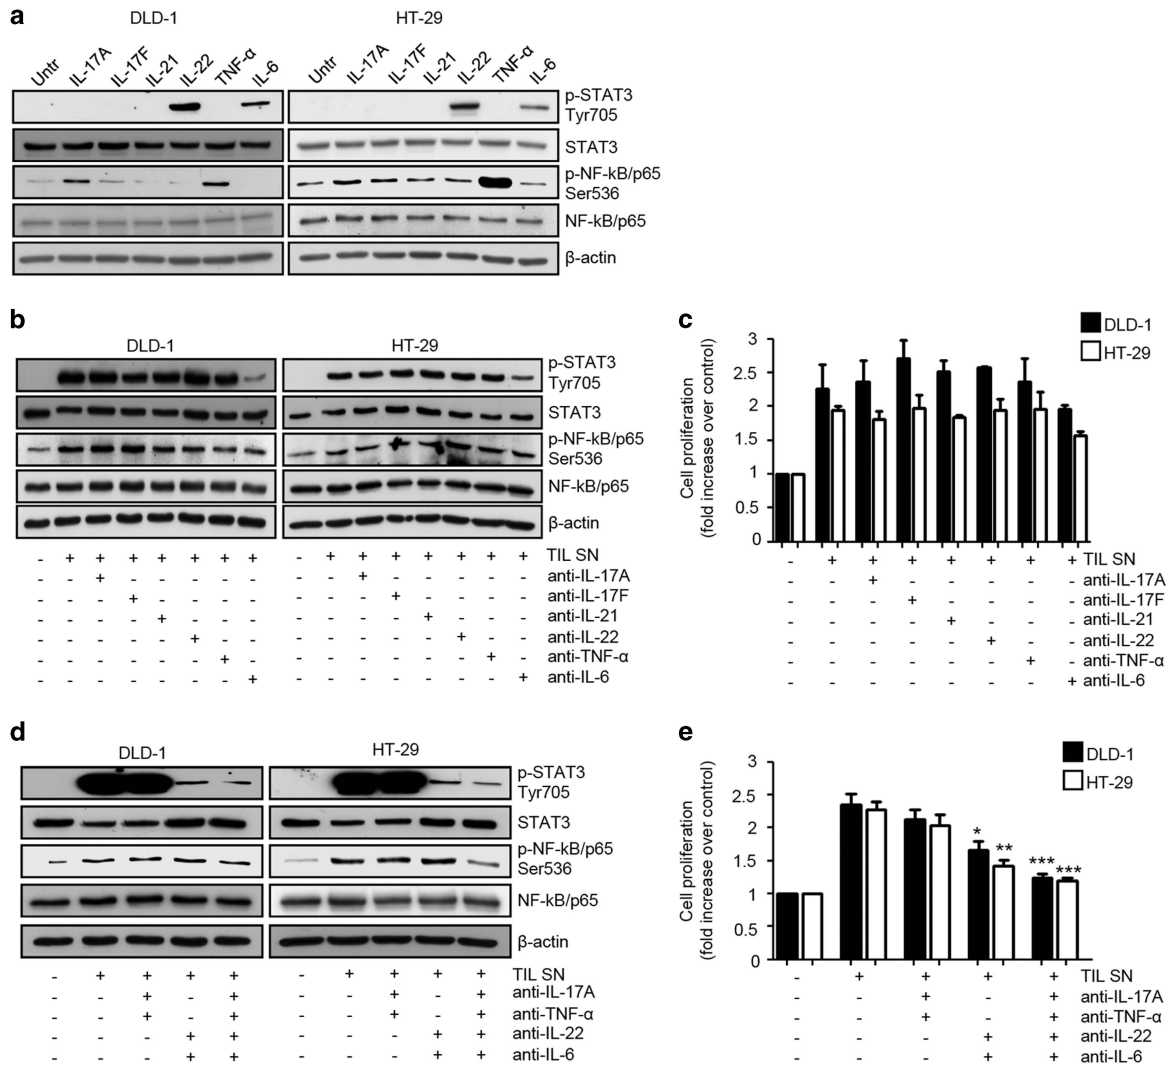 a
DLD-1 HT-29
Untr IL-17A IL-17F IL-21 IL-22 TNF-α IL-6 Untr IL-17A IL-17F IL-21 IL-22 TNF-α IL-6
p-STAT3
Tyr705
STAT3
p-NF-kB/p65
Ser536
NF-kB/p65
β-actin
b
DLD-1 HT-29
p-STAT3
Tyr705
STAT3
p-NF-kB/p65
Ser536
NF-kB/p65
β-actin
- + + + + + + + - + + + + + + + TIL SN
- - + - - - - - - - + - - - - - anti-IL-17A
- - - + - - - - - - - + - - - - anti-IL-17F
- - - - + - - - - - - - + - - - anti-IL-21
- - - - - + - - - - - - - + - - anti-IL-22
- - - - - - + - - - - - - - + - anti-TNF-α
- - - - - - - + - - - - - - - + anti-IL-6
c
DLD-1
HT-29
Cell proliferation
(fold increase over control)
3
2.5
2
1.5
1
0.5
0
- + + + + + + + TIL SN
- - + - - - - - anti-IL-17A
- - - + - - - - anti-IL-17F
- - - - + - - - anti-IL-21
- - - - - + - - anti-IL-22
- - - - - - + - anti-TNF-α
- - - - - - - + anti-IL-6
d
DLD-1 HT-29
p-STAT3
Tyr705
STAT3
p-NF-kB/p65
Ser536
NF-kB/p65
β-actin
- + + + + - + + + + TIL SN
- - + - + - - + - + anti-IL-17A
- - + - + - - + - + anti-TNF-α
- - - + + - - - + + anti-IL-22
- - - + + - - - + + anti-IL-6
e
DLD-1
HT-29
Cell proliferation
(fold increase over control)
3
2.5
2
1.5
1
0.5
0
* ** *** ***
- + + + + TIL SN
- - + - + anti-IL-17A
- - + - + anti-TNF-α
- - - + + anti-IL-22
- - - + + anti-IL-6